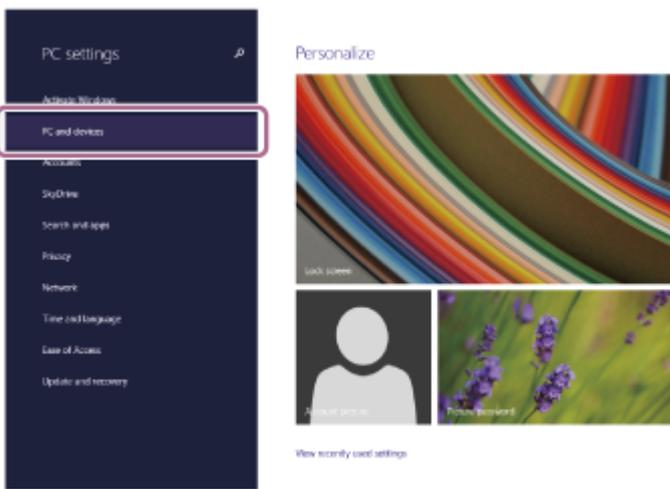 PC settings
Activate Windows
PC and devices
Accounts
SkyDrive
Search and apps
Privacy
Network
Time and language
Ease of Access
Update and recovery
Personalize
Lock screen
Account picture
Picture password
View recently used settings